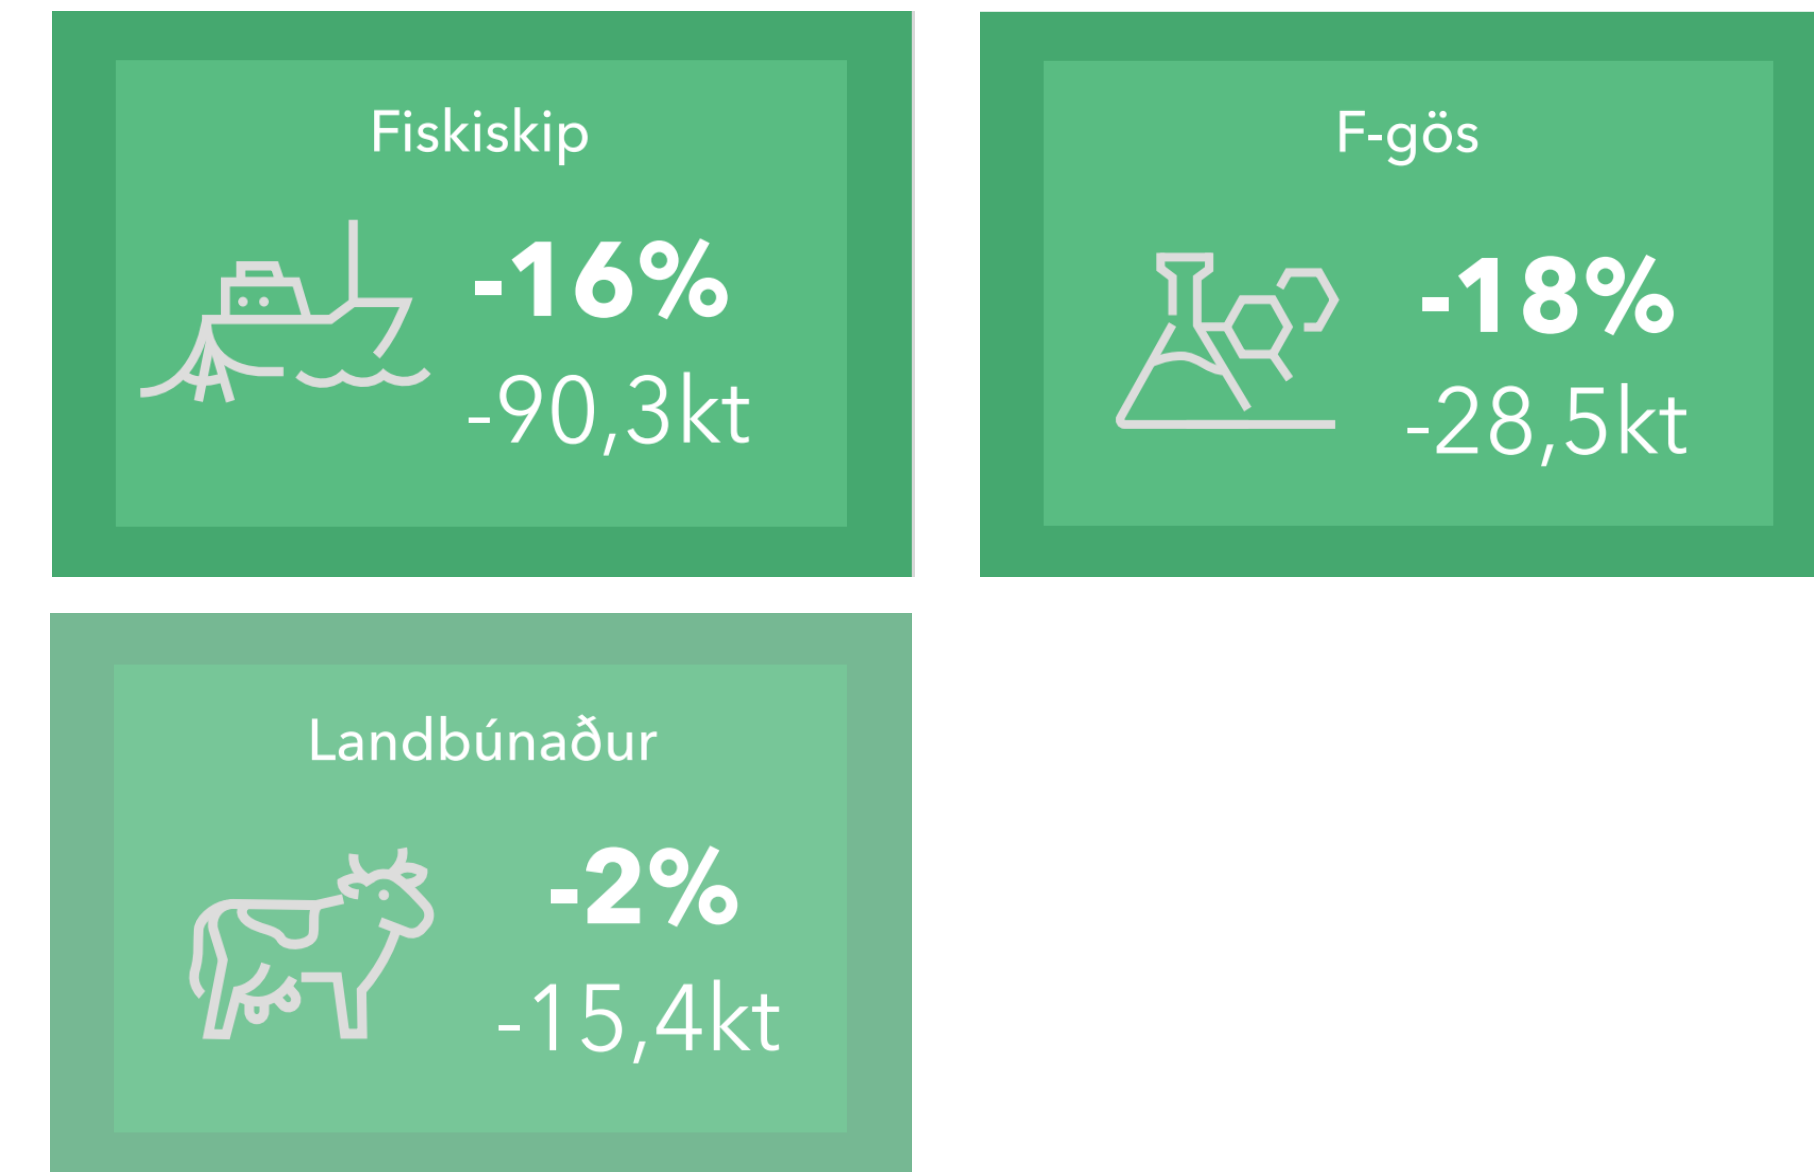 Fiskiskip
-16%
-90,3kt
F-gös
-18%
-28,5kt
Landbúnaður
-2%
-15,4kt